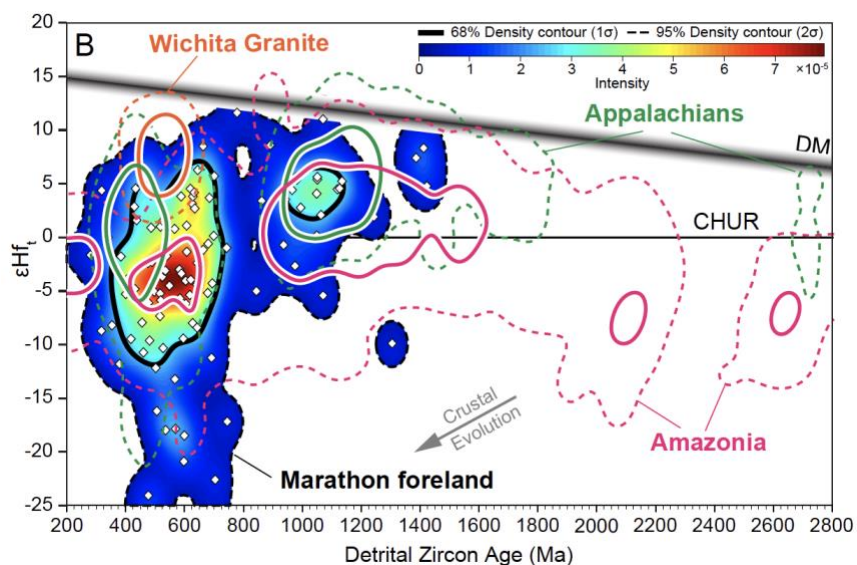 B
Wichita Granite
68% Density contour (1σ) 95% Density contour (2σ)
0 1 2 3 4 5 6 7 ×10⁻⁵
Intensity
Appalachians
DM
CHUR
Crustal
Evolution
Amazonia
Marathon foreland
εHfₜ
20
15
10
5
0
-5
-10
-15
-20
-25
200 400 600 800 1000 1200 1400 1600 1800 2000 2200 2400 2600 2800
Detrital Zircon Age (Ma)